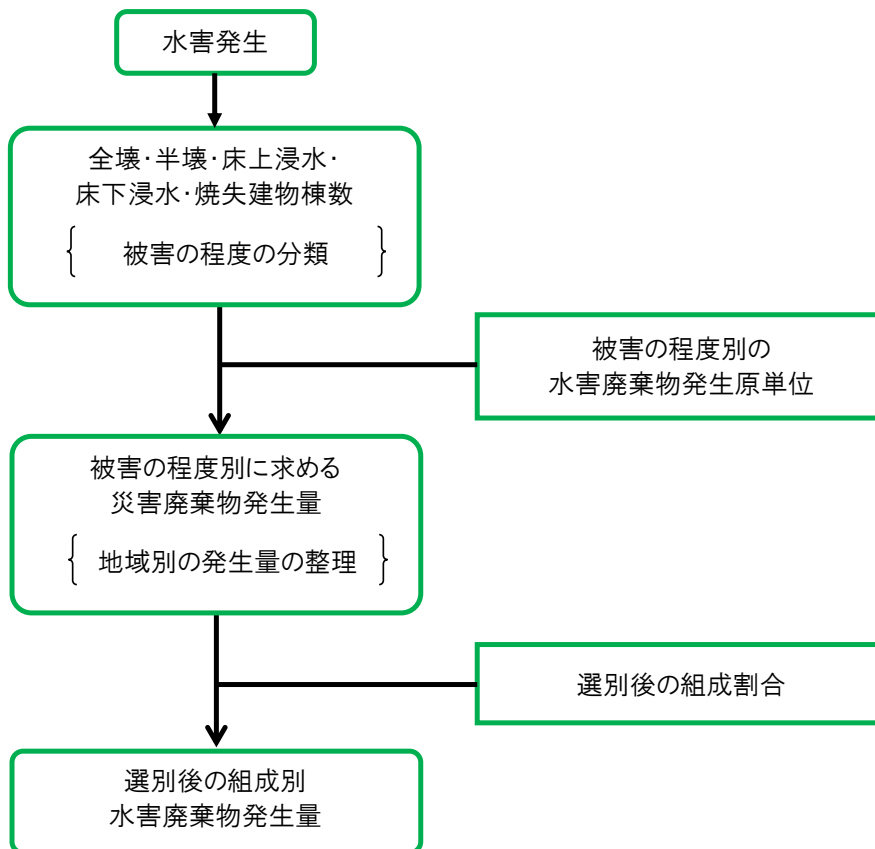 水害発生
全壊・半壊・床上浸水・
床下浸水・焼失建物棟数
{ 被害の程度の分類 }
被害の程度別の
水害廃棄物発生原単位
被害の程度別に求める
災害廃棄物発生量
{ 地域別の発生量の整理 }
選別後の組成割合
選別後の組成別
水害廃棄物発生量